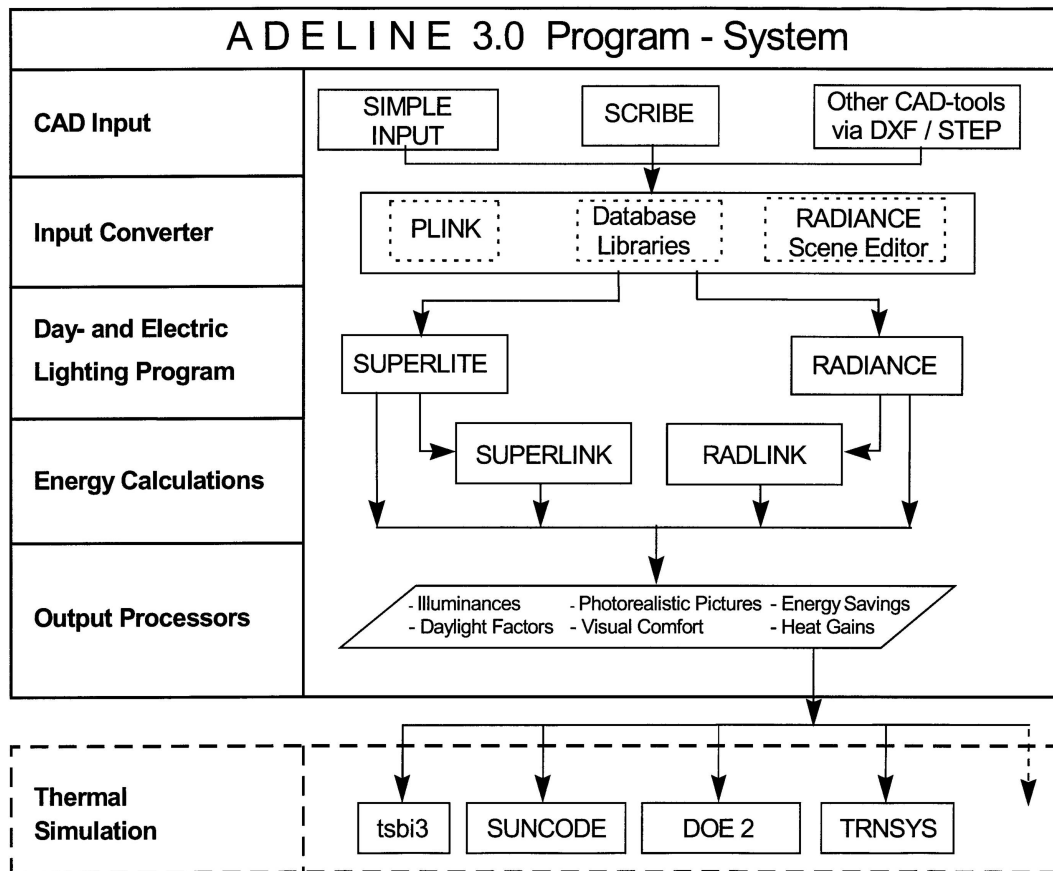 A D E L I N E 3.0 Program - System
CAD Input
SIMPLE
INPUT
SCRIBE
Other CAD-tools
via DXF / STEP
Input Converter
PLINK
Database
Libraries
RADIANCE
Scene Editor
Day- and Electric
Lighting Program
SUPERLITE
RADIANCE
Energy Calculations
SUPERLINK
RADLINK
Output Processors
- Illuminances
- Photorealistic Pictures
- Energy Savings
- Daylight Factors
- Visual Comfort
- Heat Gains
Thermal
Simulation
tsbi3
SUNCODE
DOE 2
TRNSYS